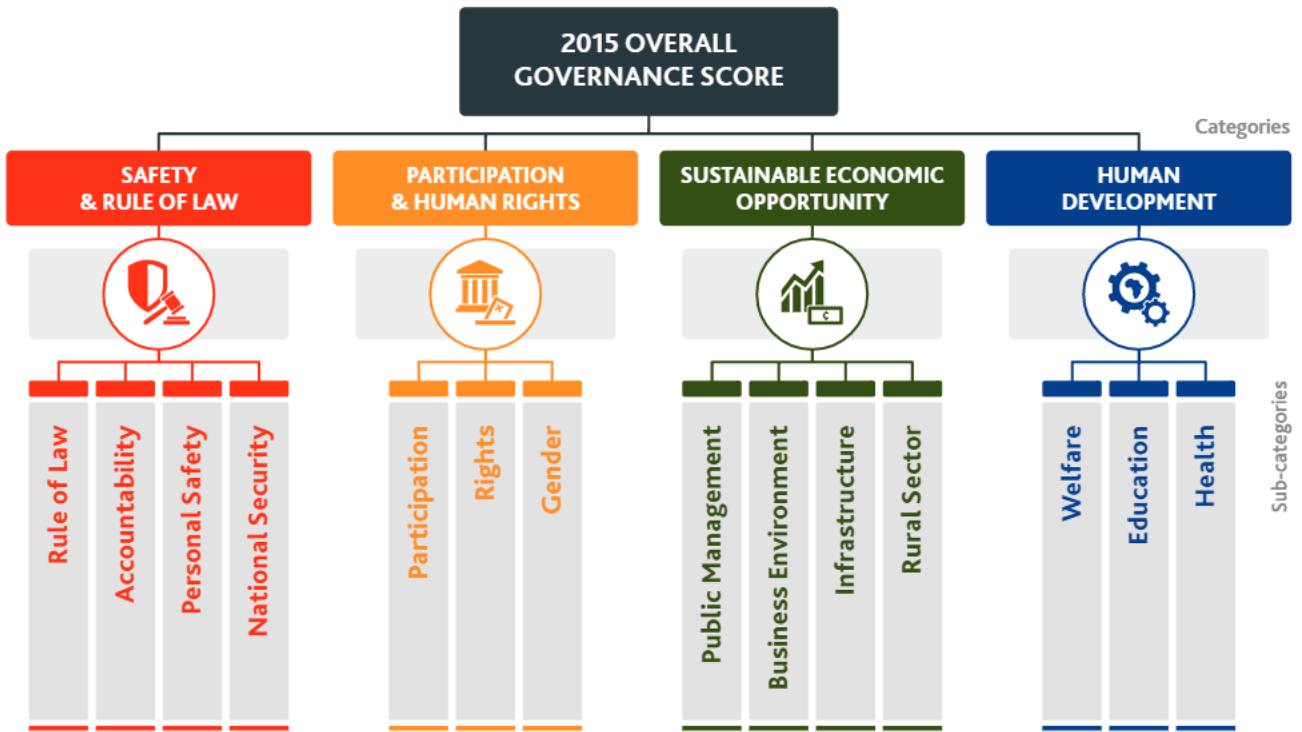 2015 OVERALL
GOVERNANCE SCORE
Categories
SAFETY
& RULE OF LAW
PARTICIPATION
& HUMAN RIGHTS
SUSTAINABLE ECONOMIC
OPPORTUNITY
HUMAN
DEVELOPMENT
¢
Rule of Law
Accountability
Personal Safety
National Security
Participation
Rights
Gender
Public Management
Business Environment
Infrastructure
Rural Sector
Welfare
Education
Health
Sub-categories